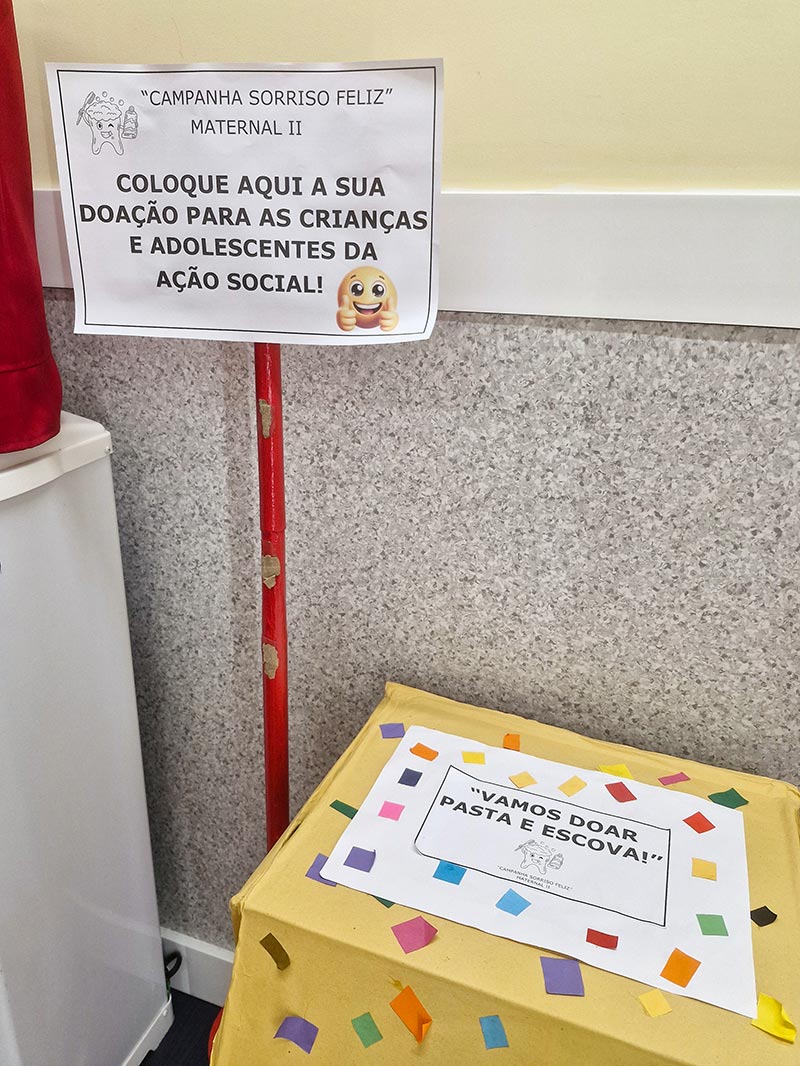 “CAMPANHA SORRISO FELIZ”
MATERNAL II
COLOQUE AQUI A SUA
DOAÇÃO PARA AS CRIANÇAS
E ADOLESCENTES DA
AÇÃO SOCIAL!
“VAMOS DOAR
PASTA E ESCOVA!”
“CAMPANHA SORRISO FELIZ”
MATERNAL II